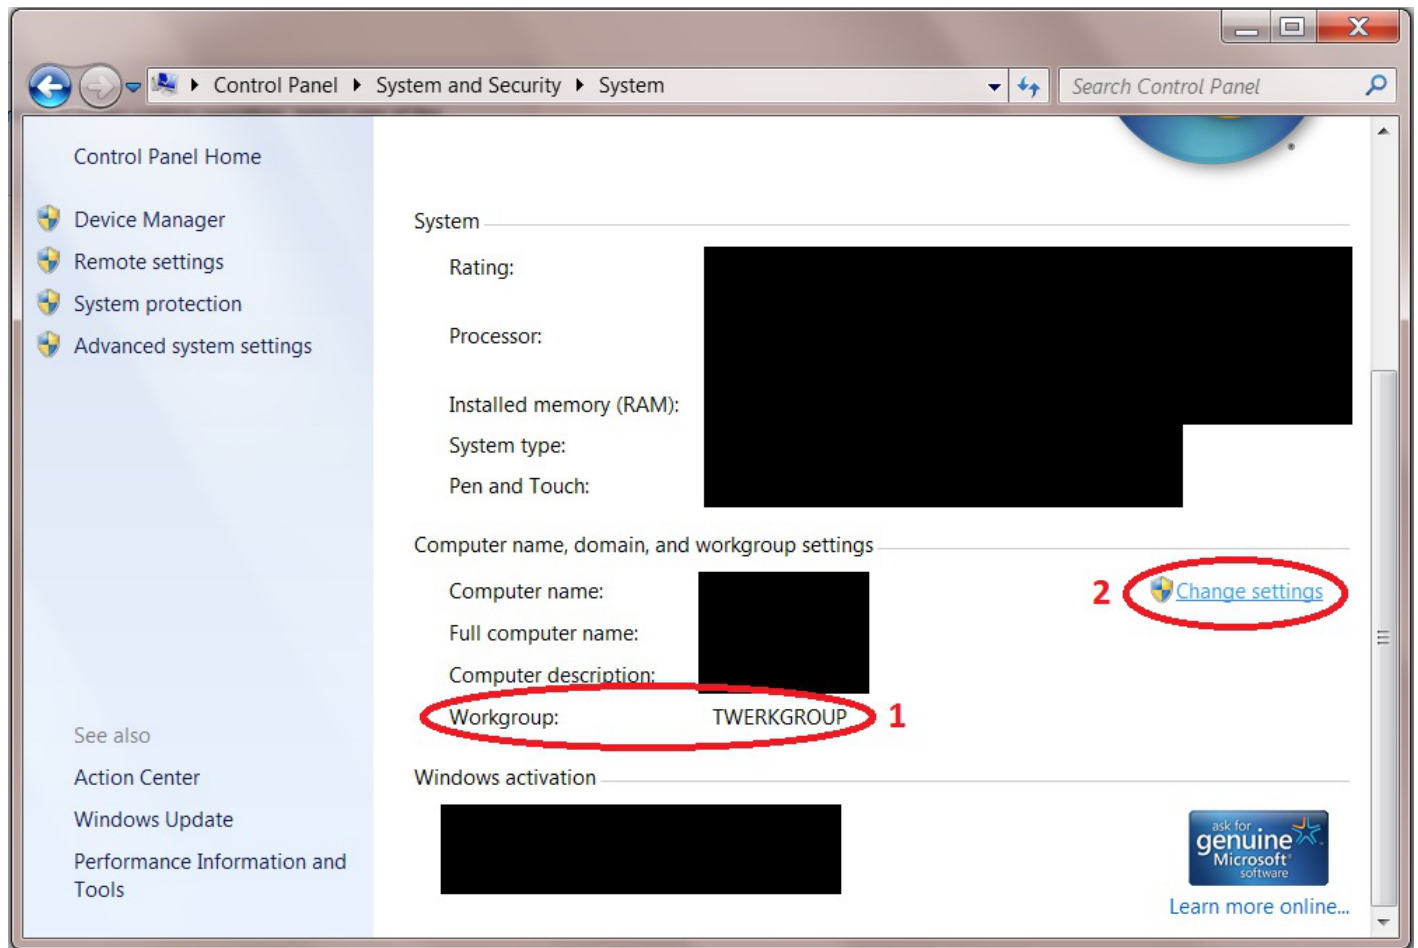 Control Panel
System and Security
System
Search Control Panel
Control Panel Home
Device Manager
Remote settings
System protection
Advanced system settings
See also
Action Center
Windows Update
Performance Information and
Tools
System
Rating:
Processor:
Installed memory (RAM):
System type:
Pen and Touch:
Computer name, domain, and workgroup settings
Computer name:
2 Change settings
Full computer name:
Computer description:
Workgroup: TWERKGROUP 1
Windows activation
ask for
genuine
Microsoft
software
Learn more online...